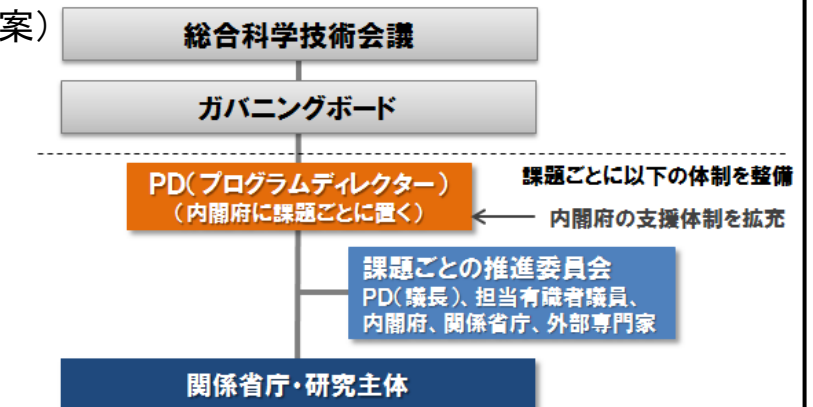 案）
総合科学技術会議
ガバニングボード
PD(プログラムディレクター)
(内閣府に課題ごとに置く)
課題ごとに以下の体制を整備
内閣府の支援体制を拡充
課題ごとの推進委員会
PD(議長)、担当有識者議員、
内閣府、関係省庁、外部専門家
関係省庁・研究主体